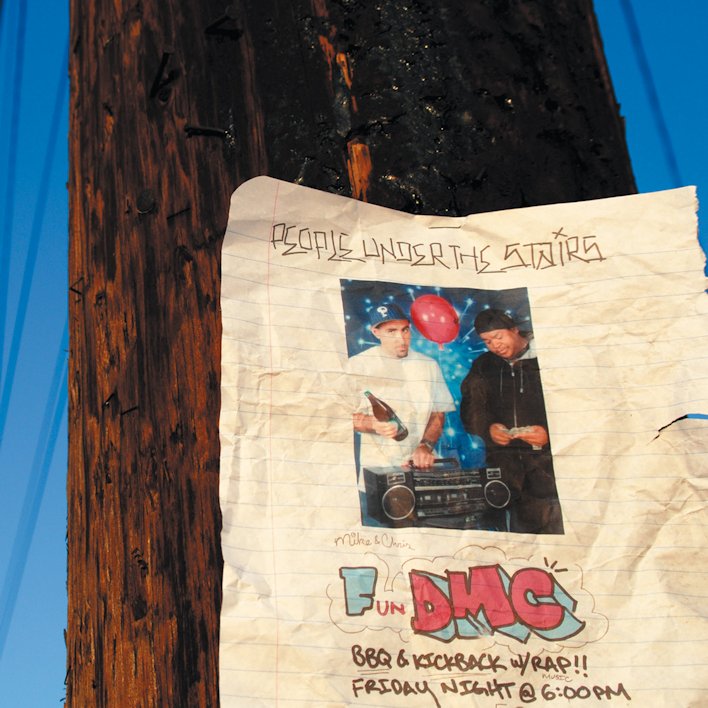 PEOPLE UNDER THE STAIRS
Mike & Chris
FUN DMC
BBQ & KICKBACK W/RAP!!
MUSIC
FRIDAY NIGHT @ 6:00PM